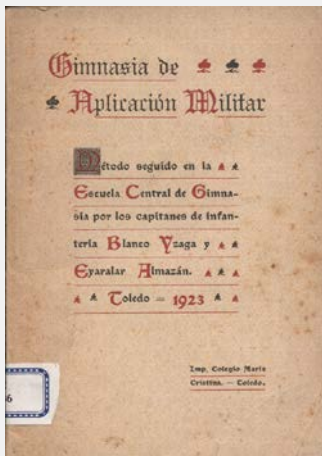 Gimnasia de
Aplicación Militar
Método seguido en la
Escuela Central de Gimna-
sia por los capitanes de infan-
tería Blanco Yzaga y
Eyaralar Almazán.
Toledo = 1923
Imp. Colegio María
Cristina. — Toledo.
6